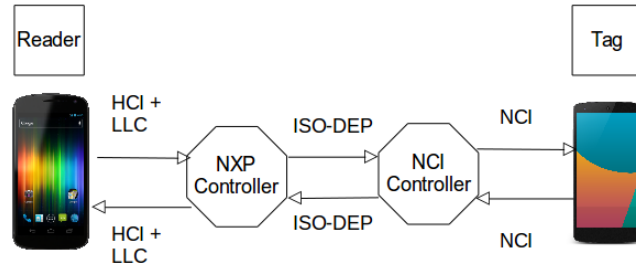 Reader
Tag
HCI +
LLC
ISO-DEP
NCI
NXP
Controller
NCI
Controller
HCI +
LLC
ISO-DEP
NCI